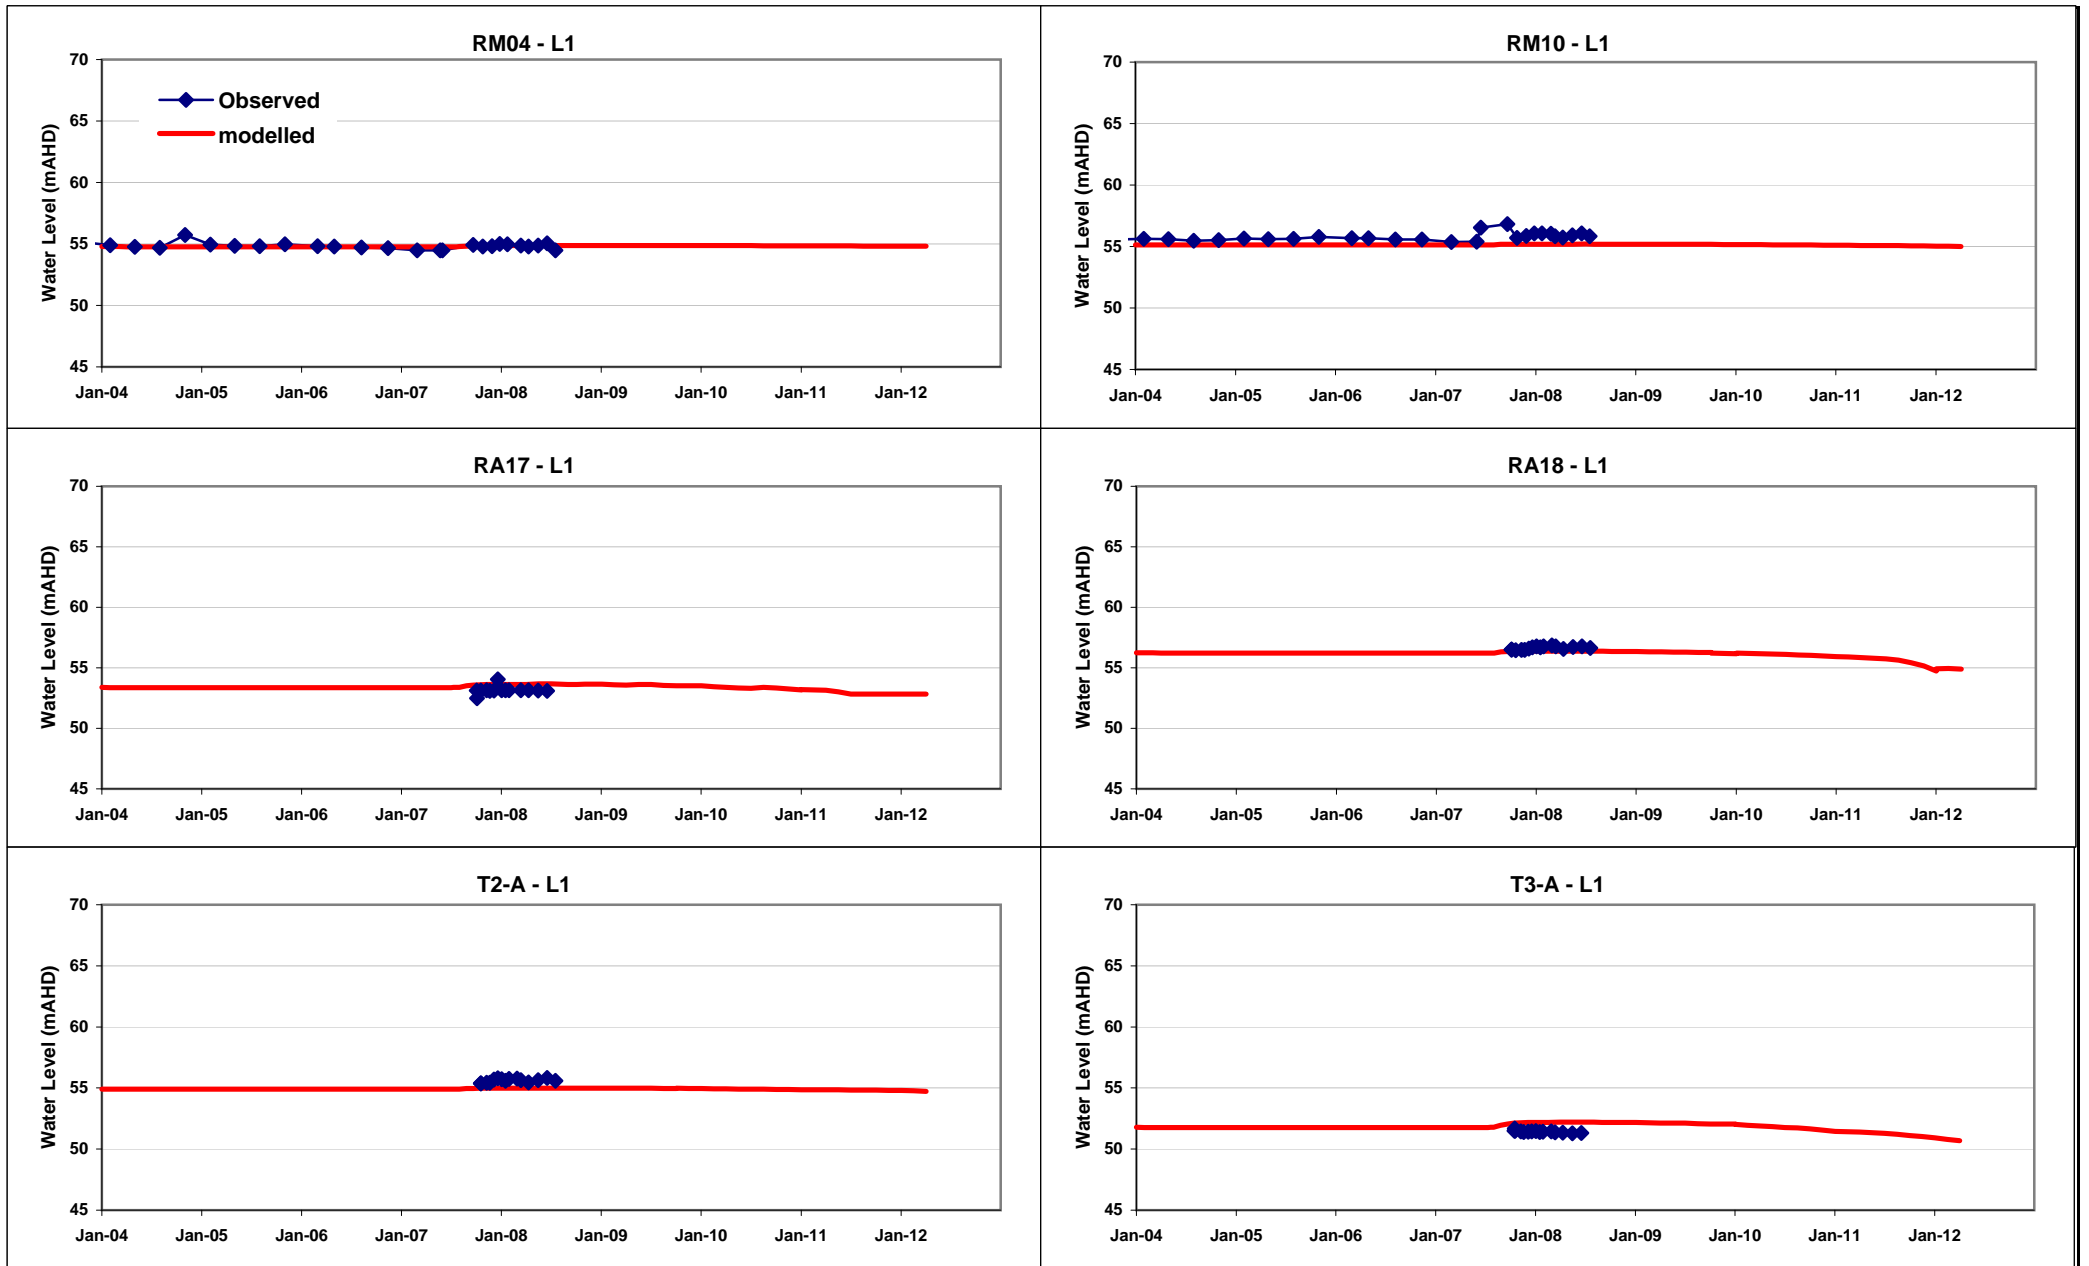 RM04 - L1
70
65
60
55
50
45
Water Level (mAHD)
Observed
modelled
Jan-04 Jan-05 Jan-06 Jan-07 Jan-08 Jan-09 Jan-10 Jan-11 Jan-12
RM10 - L1
70
65
60
55
50
45
Water Level (mAHD)
Jan-04 Jan-05 Jan-06 Jan-07 Jan-08 Jan-09 Jan-10 Jan-11 Jan-12
RA17 - L1
70
65
60
55
50
45
Water Level (mAHD)
Jan-04 Jan-05 Jan-06 Jan-07 Jan-08 Jan-09 Jan-10 Jan-11 Jan-12
RA18 - L1
70
65
60
55
50
45
Water Level (mAHD)
Jan-04 Jan-05 Jan-06 Jan-07 Jan-08 Jan-09 Jan-10 Jan-11 Jan-12
T2-A - L1
70
65
60
55
50
45
Water Level (mAHD)
Jan-04 Jan-05 Jan-06 Jan-07 Jan-08 Jan-09 Jan-10 Jan-11 Jan-12
T3-A - L1
70
65
60
55
50
45
Water Level (mAHD)
Jan-04 Jan-05 Jan-06 Jan-07 Jan-08 Jan-09 Jan-10 Jan-11 Jan-12